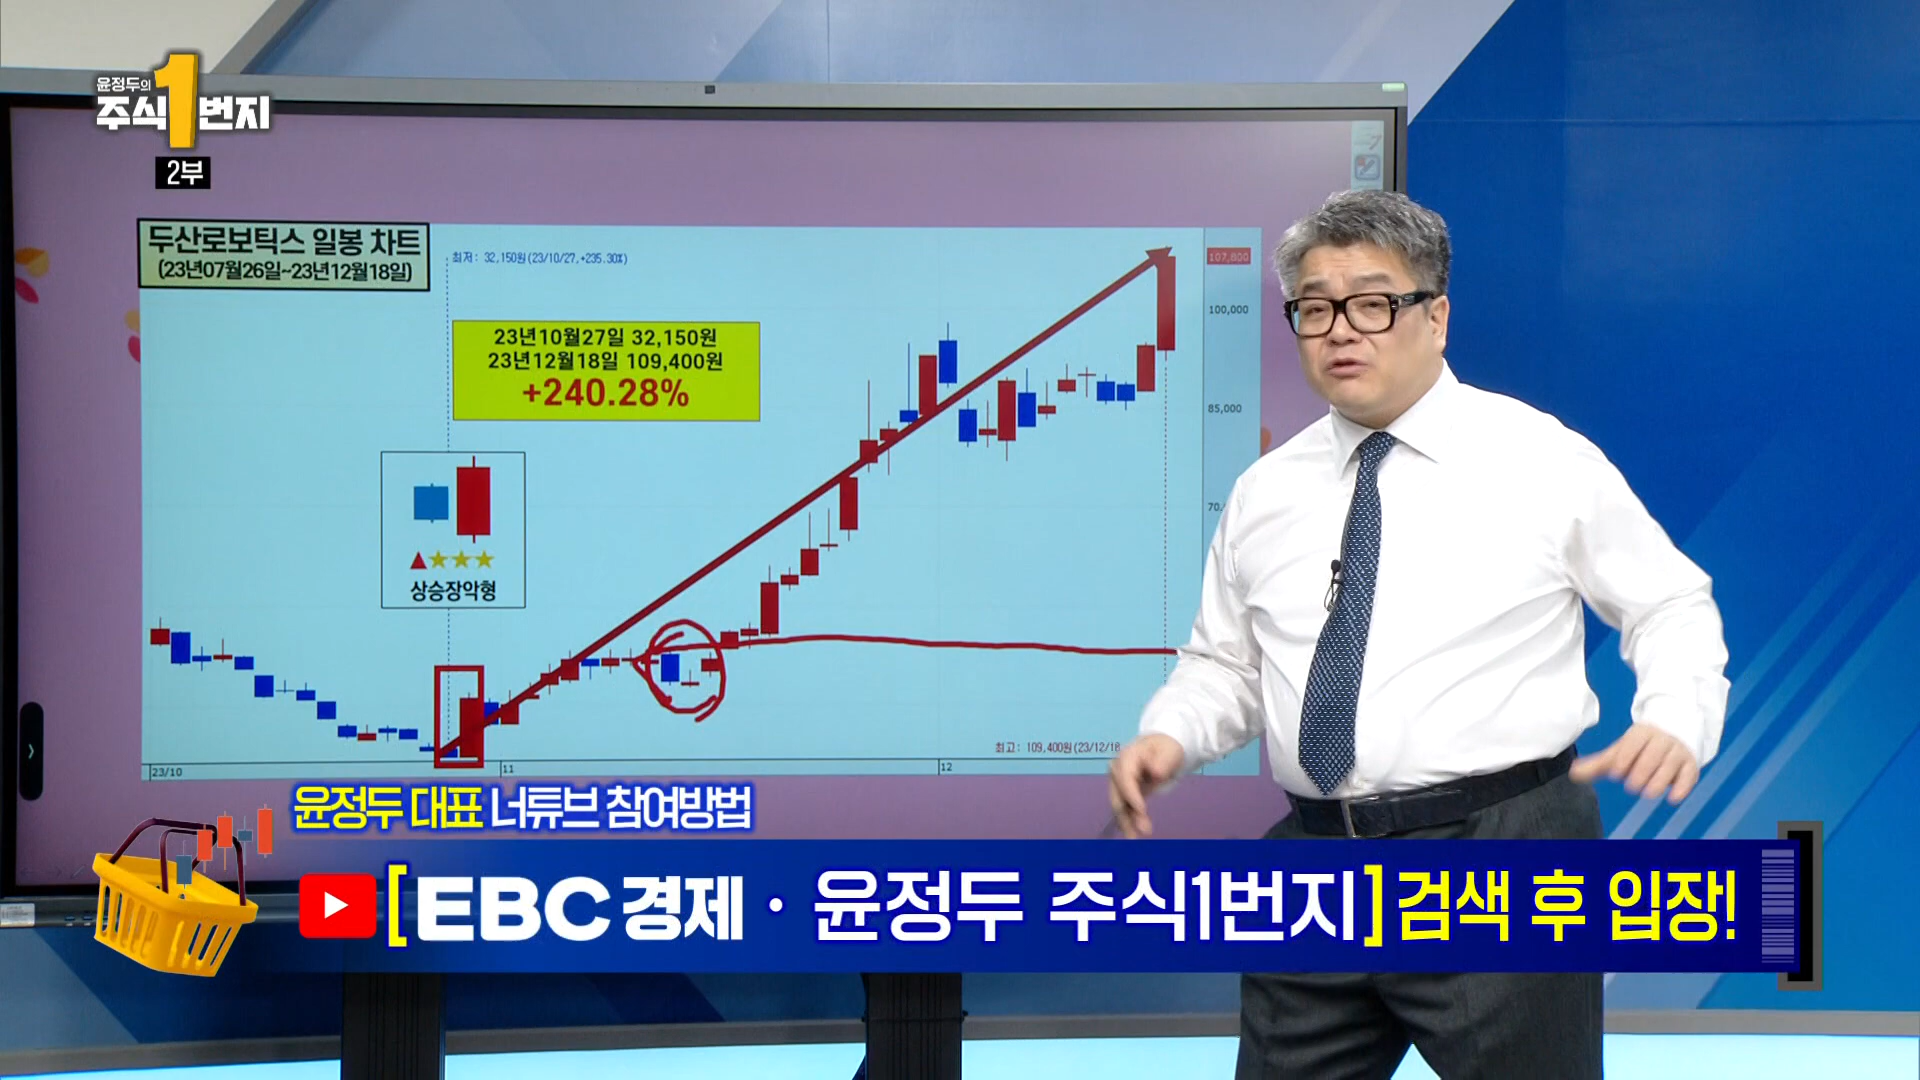 윤정두의
주식1번지
2부
두산로보틱스 일봉 차트
(23년07월26일~23년12월18일)
최저: 32,150원(23/10/27,+235.30%)
107,800
100,000
85,000
23년10월27일 32,150원
23년12월18일 109,400원
+240.28%
▲★★★
상승장악형
70,
최고: 109,400원(23/12/18
23/10
11
12
윤정두 대표 너튜브 참여방법
[EBC 경제 · 윤정두 주식1번지] 검색 후 입장!